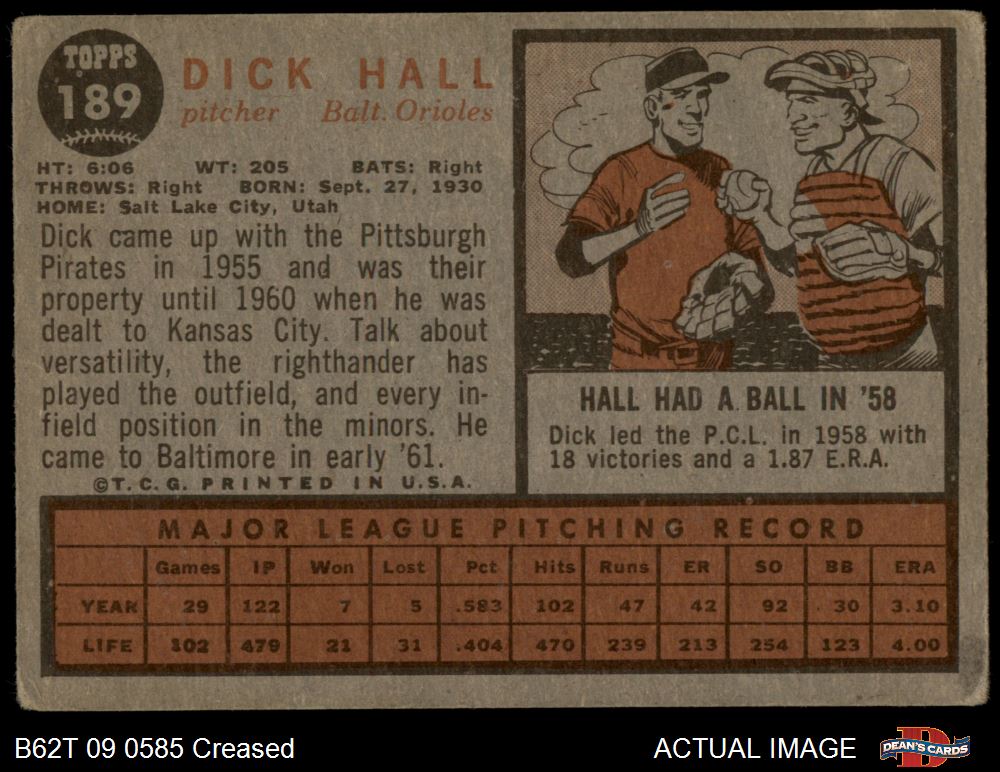 TOPPS
189
DICK HALL
pitcher Balt. Orioles
HT: 6:06 WT: 205 BATS: Right
THROWS: Right BORN: Sept. 27, 1930
HOME: Salt Lake City, Utah
Dick came up with the Pittsburgh
Pirates in 1955 and was their
property until 1960 when he was
dealt to Kansas City. Talk about
versatility, the righthander has
played the outfield, and every in-
field position in the minors. He
came to Baltimore in early '61.
©T.C.G. PRINTED IN U.S.A.
HALL HAD A BALL IN '58
Dick led the P.C.L. in 1958 with
18 victories and a 1.87 E.R.A.
MAJOR LEAGUE PITCHING RECORD
Games IP Won Lost Pct Hits Runs ER SO BB ERA
YEAR 29 122 7 5 .583 102 47 42 92 30 3.10
LIFE 102 479 21 31 .404 470 239 213 254 123 4.00
B62T 09 0585 Creased
ACTUAL IMAGE
DEAN'S CARDS